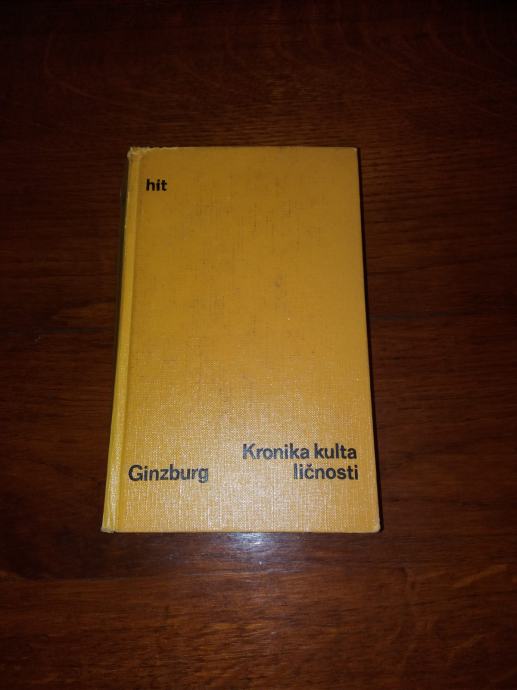 hit
Kronika kulta
Ginzburg ličnosti